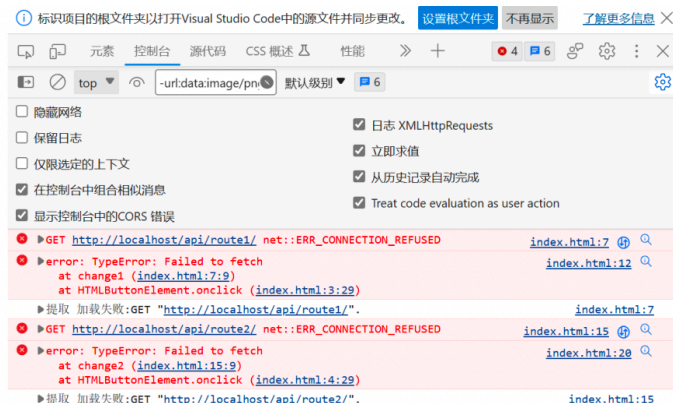 标识项目的根文件夹以打开Visual Studio Code中的源文件并同步更改。 设置根文件夹 不再显示 了解更多信息
元素 控制台 源代码 CSS 概述 性能 4 6
top -url:data:image/pn 默认级别 6
隐藏网络
日志 XMLHttpRequests
保留日志
立即求值
仅限选定的上下文
从历史记录自动完成
在控制台中组合相似消息
Treat code evaluation as user action
显示控制台中的CORS 错误
GET http://localhost/api/route1/ net::ERR_CONNECTION_REFUSED index.html:7
error: TypeError: Failed to fetch index.html:12
at change1 (index.html:7:9)
at HTMLButtonElement.onclick (index.html:3:29)
提取 加载失败:GET "http://localhost/api/route1/". index.html:7
GET http://localhost/api/route2/ net::ERR_CONNECTION_REFUSED index.html:15
error: TypeError: Failed to fetch index.html:20
at change2 (index.html:15:9)
at HTMLButtonElement.onclick (index.html:4:29)
提取 加载失败:GET "http://localhost/api/route2/". index.html:15